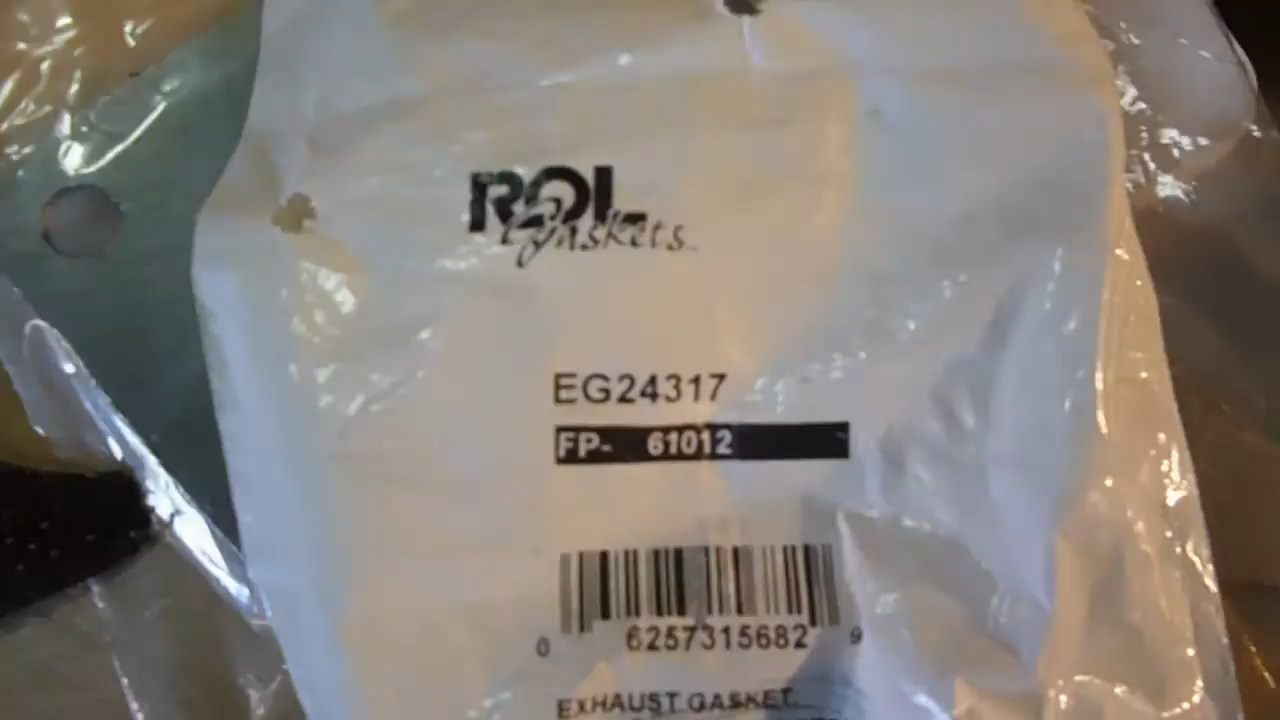 ROL
Gaskets
EG24317
FP- 61012
0 6257315682 9
EXHAUST GASKET